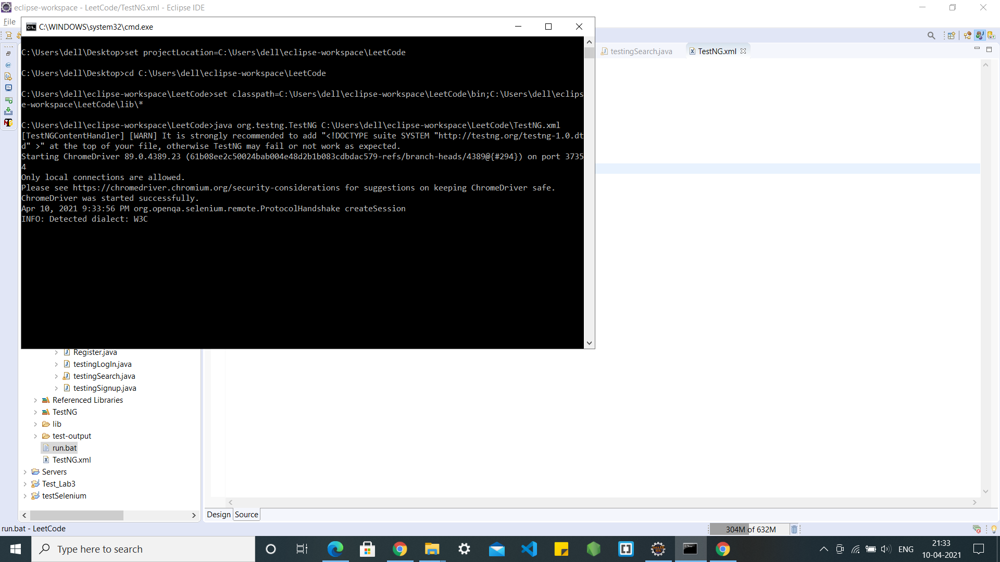 eclipse-workspace - LeetCode/TestNG.xml - Eclipse IDE
File
C:\WINDOWS\system32\cmd.exe
testingSearch.java
TestNG.xml
C:\Users\dell\Desktop>set projectLocation=C:\Users\dell\eclipse-workspace\LeetCode
C:\Users\dell\Desktop>cd C:\Users\dell\eclipse-workspace\LeetCode
C:\Users\dell\eclipse-workspace\LeetCode>set classpath=C:\Users\dell\eclipse-workspace\LeetCode\bin;C:\Users\dell\eclips
e-workspace\LeetCode\lib\*
C:\Users\dell\eclipse-workspace\LeetCode>java org.testng.TestNG C:\Users\dell\eclipse-workspace\LeetCode\TestNG.xml
[TestNGContentHandler] [WARN] It is strongly recommended to add "<!DOCTYPE suite SYSTEM "http://testng.org/testng-1.0.dt
d" >" at the top of your file, otherwise TestNG may fail or not work as expected.
Starting ChromeDriver 89.0.4389.23 (61b08ee2c50024bab004e48d2b1b083cdbdac579-refs/branch-heads/4389@{#294}) on port 3735
4
Only local connections are allowed.
Please see https://chromedriver.chromium.org/security-considerations for suggestions on keeping ChromeDriver safe.
ChromeDriver was started successfully.
Apr 10, 2021 9:33:56 PM org.openqa.selenium.remote.ProtocolHandshake createSession
INFO: Detected dialect: W3C
Register.java
testingLogIn.java
testingSearch.java
testingSignup.java
Referenced Libraries
TestNG
lib
test-output
run.bat
TestNG.xml
Servers
Test_Lab3
testSelenium
Design Source
run.bat - LeetCode
304M of 632M
Type here to search
ENG
21:33
10-04-2021